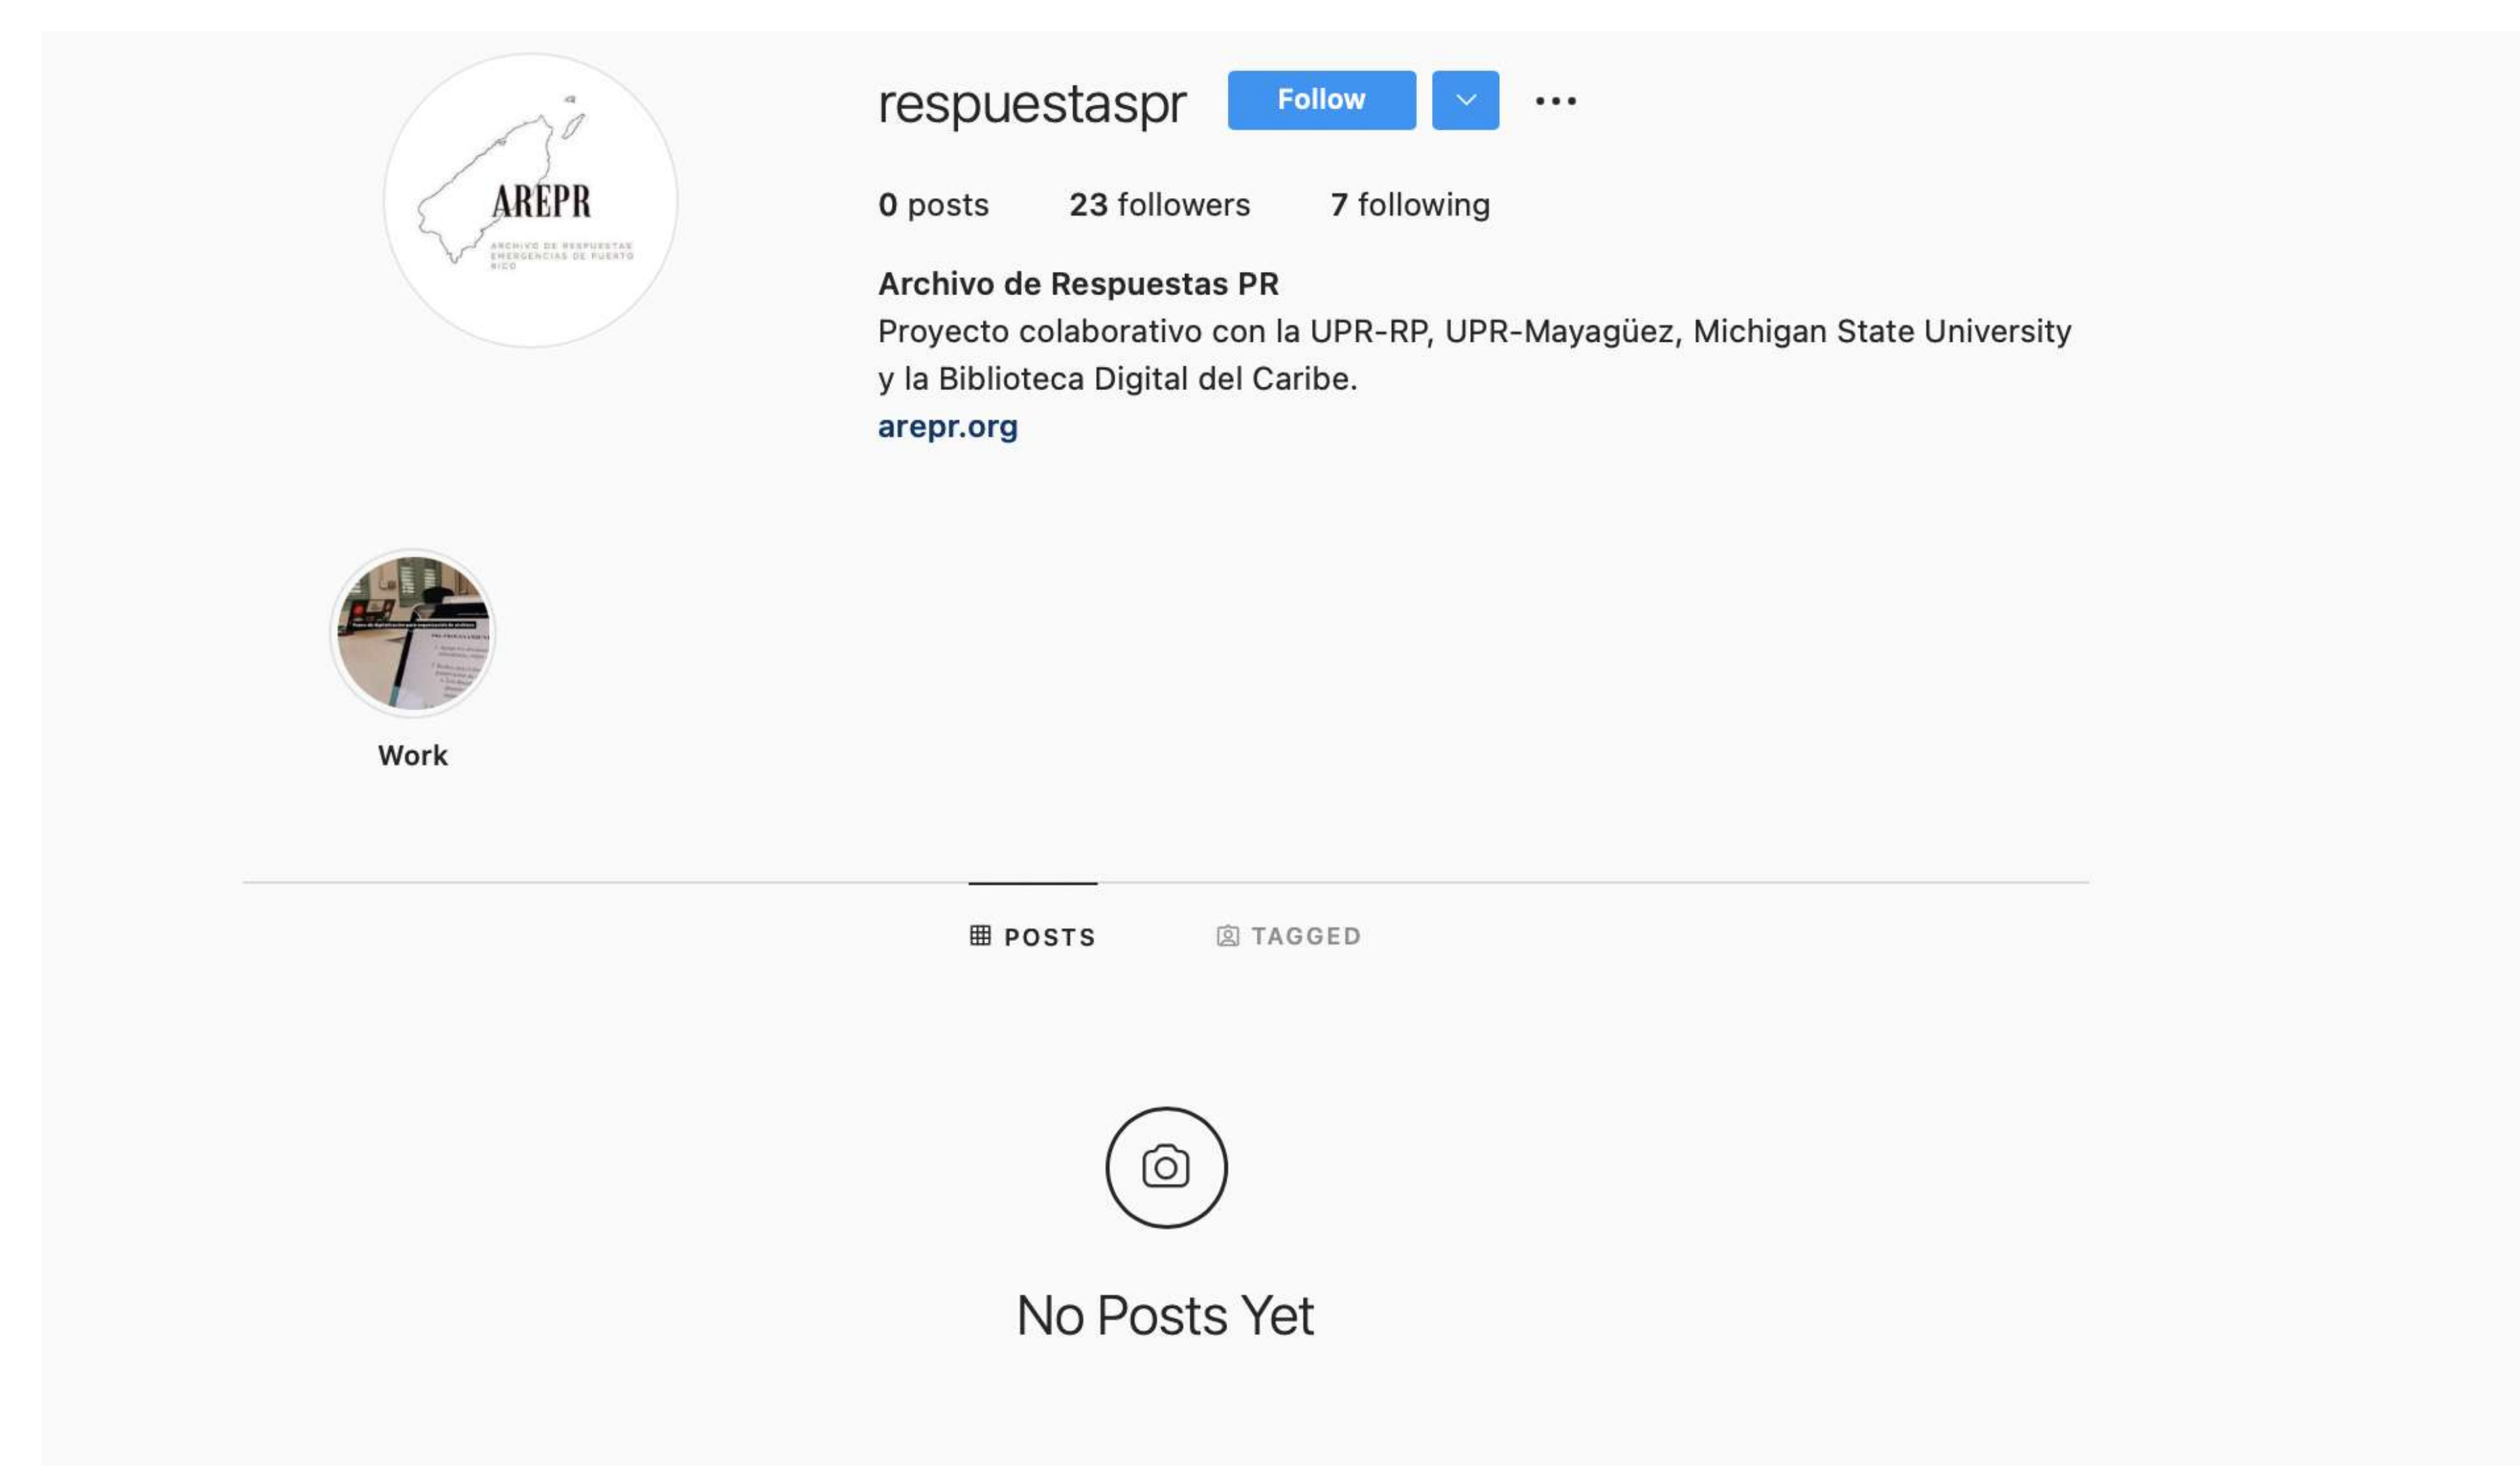 respuestaspr Follow
0 posts 23 followers 7 following
AREPR
ARCHIVO DE RESPUESTAS
EMERGENCIAS DE PUERTO
RICO
Archivo de Respuestas PR
Proyecto colaborativo con la UPR-RP, UPR-Mayagüez, Michigan State University
y la Biblioteca Digital del Caribe.
arepr.org
Work
POSTS TAGGED
No Posts Yet